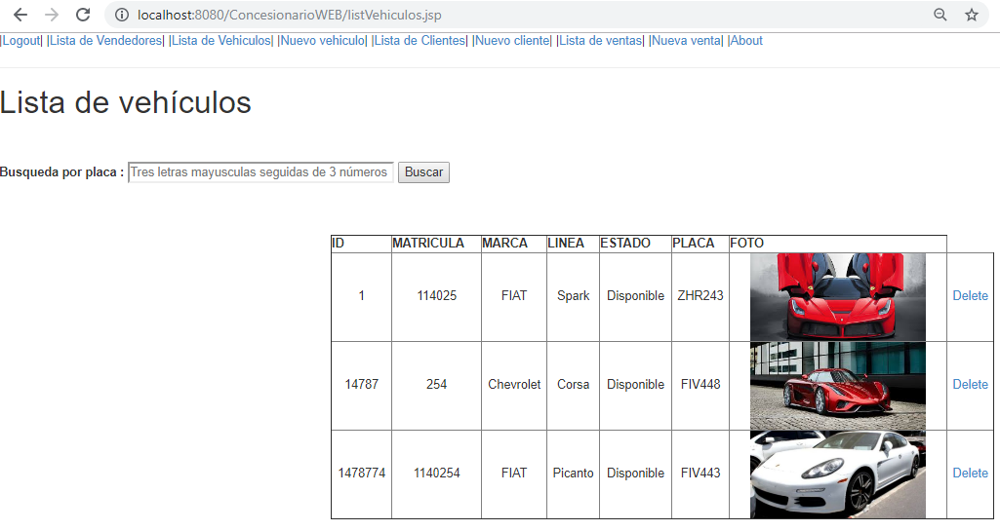 localhost:8080/ConcesionarioWEB/listVehiculos.jsp
|Logout| |Lista de Vendedores| |Lista de Vehiculos| |Nuevo vehiculo| |Lista de Clientes| |Nuevo cliente| |Lista de ventas| |Nueva venta| |About
Lista de vehículos
Busqueda por placa : Tres letras mayusculas seguidas de 3 números Buscar
ID MATRICULA MARCA LINEA ESTADO PLACA FOTO
1 114025 FIAT Spark Disponible ZHR243 Delete
14787 254 Chevrolet Corsa Disponible FIV448 Delete
1478774 1140254 FIAT Picanto Disponible FIV443 Delete